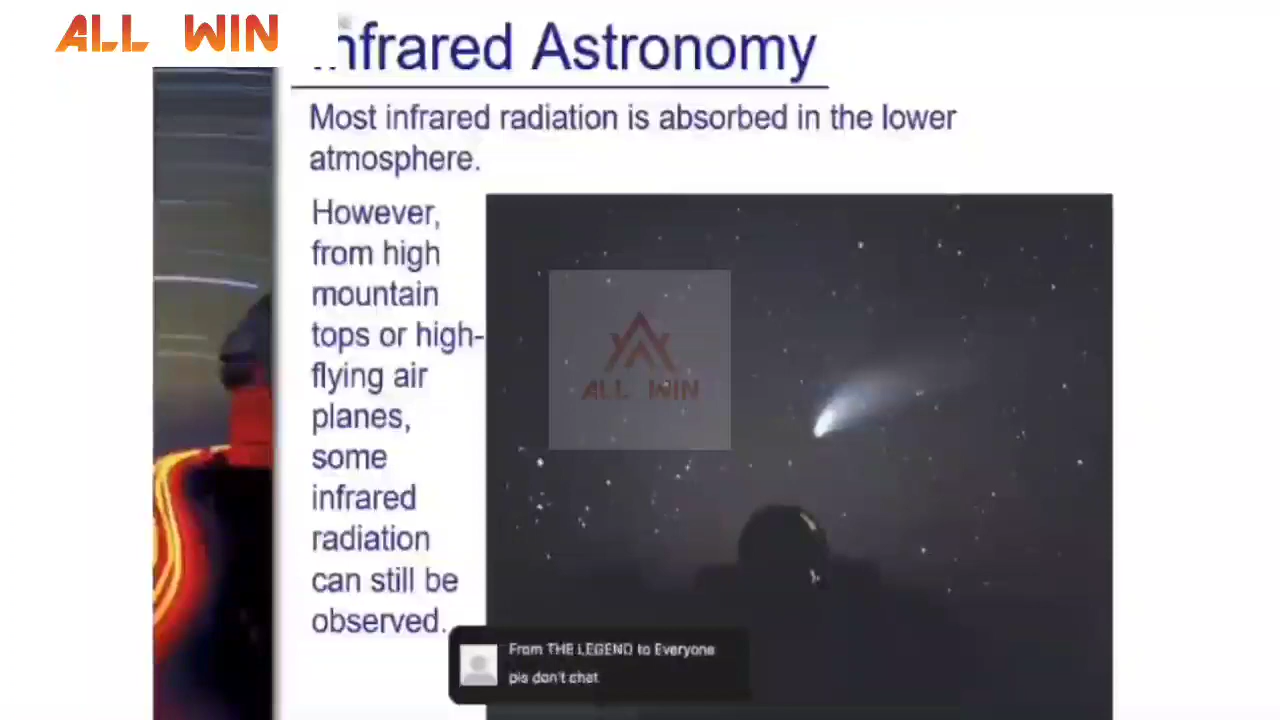 ALL WIN
Infrared Astronomy
Most infrared radiation is absorbed in the lower
atmosphere.
However,
from high
mountain
tops or high-
flying air
planes,
some
infrared
radiation
can still be
observed.
ALL WIN
From THE LEGEND to Everyone
pls don't chat